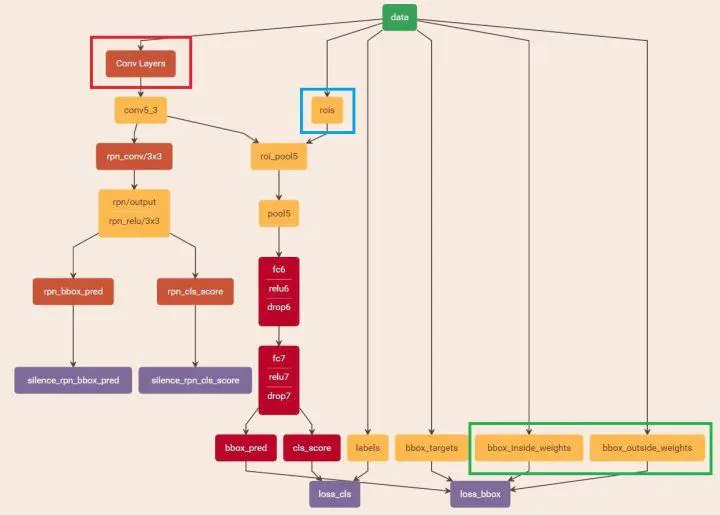 data
Conv Layers
conv5_3
rois
rpn_conv/3x3
roi_pool5
rpn/output
rpn_relu/3x3
pool5
fc6
relu6
drop6
rpn_bbox_pred
rpn_cls_score
fc7
relu7
drop7
silence_rpn_bbox_pred
silence_rpn_cls_score
bbox_pred
cls_score
labels
bbox_targets
bbox_inside_weights
bbox_outside_weights
loss_cls
loss_bbox